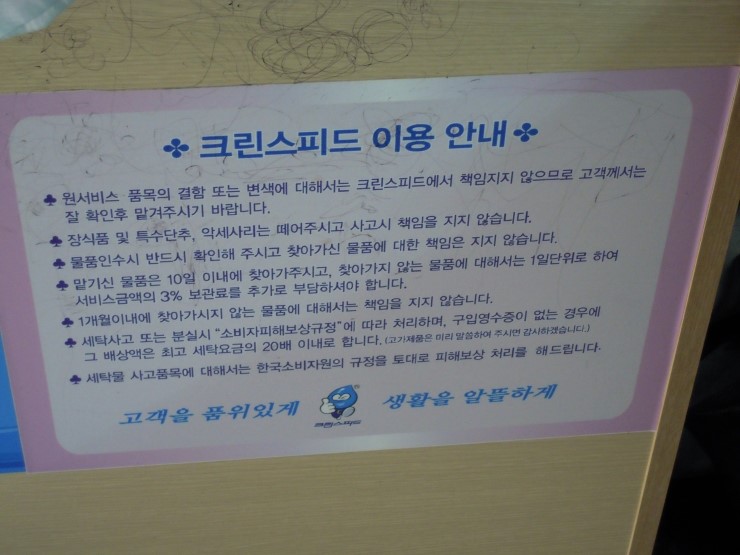 ✤ 크린스피드 이용 안내 ✤
♣ 원서비스 품목의 결함 또는 변색에 대해서는 크린스피드에서 책임지지 않으므로 고객께서는
잘 확인후 맡겨주시기 바랍니다.
♣ 장식품 및 특수단추, 악세사리는 떼어주시고 사고시 책임을 지지 않습니다.
♣ 물품인수시 반드시 확인해 주시고 찾아가신 물품에 대한 책임은 지지 않습니다.
♣ 맡기신 물품은 10일 이내에 찾아가주시고, 찾아가지 않는 물품에 대해서는 1일단위로 하여
서비스금액의 3% 보관료를 추가로 부담하셔야 합니다.
♣ 1개월이내에 찾아가시지 않는 물품에 대해서는 책임을 지지 않습니다.
♣ 세탁사고 또는 분실시 "소비자피해보상규정"에 따라 처리하며, 구입영수증이 없는 경우에
그 배상액은 최고 세탁요금의 20배 이내로 합니다. (고가제품은 미리 말씀하여 주시면 감사하겠습니다.)
♣ 세탁물 사고품목에 대해서는 한국소비자원의 규정을 토대로 피해보상 처리를 해드립니다.
고객을 품위있게 생활을 알뜰하게
크린스피드